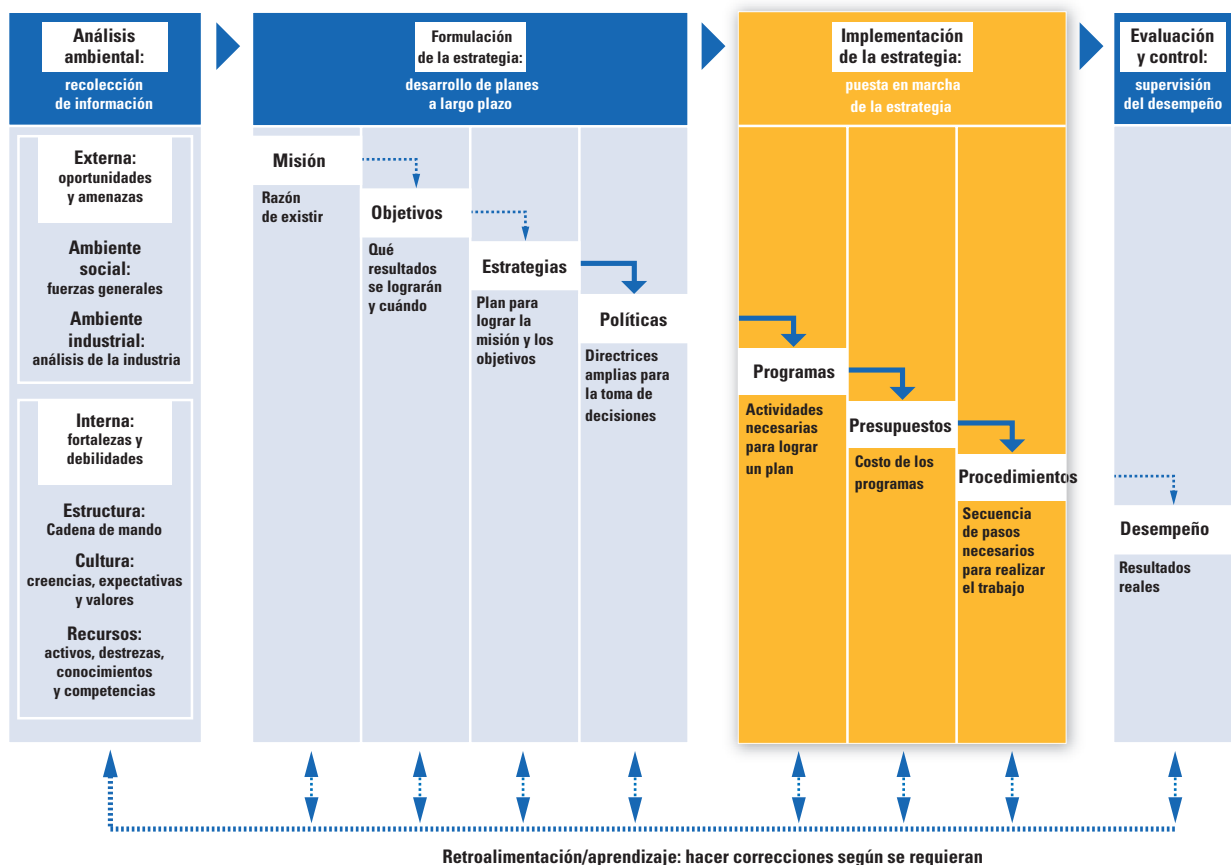 Análisis
ambiental:
recolección
de información
Externa:
oportunidades
y amenazas
Ambiente
social:
fuerzas generales
Ambiente
industrial:
análisis de la industria
Interna:
fortalezas y
debilidades
Estructura:
Cadena de mando
Cultura:
creencias, expectativas
y valores
Recursos:
activos, destrezas,
conocimientos
y competencias
Formulación
de la estrategia:
desarrollo de planes
a largo plazo
Misión
Razón
de existir
Objetivos
Qué
resultados
se lograrán
y cuándo
Estrategias
Plan para
lograr la
misión y los
objetivos
Políticas
Directrices
amplias para
la toma de
decisiones
Implementación
de la estrategia:
puesta en marcha
de la estrategia
Programas
Actividades
necesarias
para lograr
un plan
Presupuestos
Costo de los
programas
Procedimientos
Secuencia
de pasos
necesarios
para realizar
el trabajo
Evaluación
y control:
supervisión
del desempeño
Desempeño
Resultados
reales
Retroalimentación/aprendizaje: hacer correcciones según se requieran